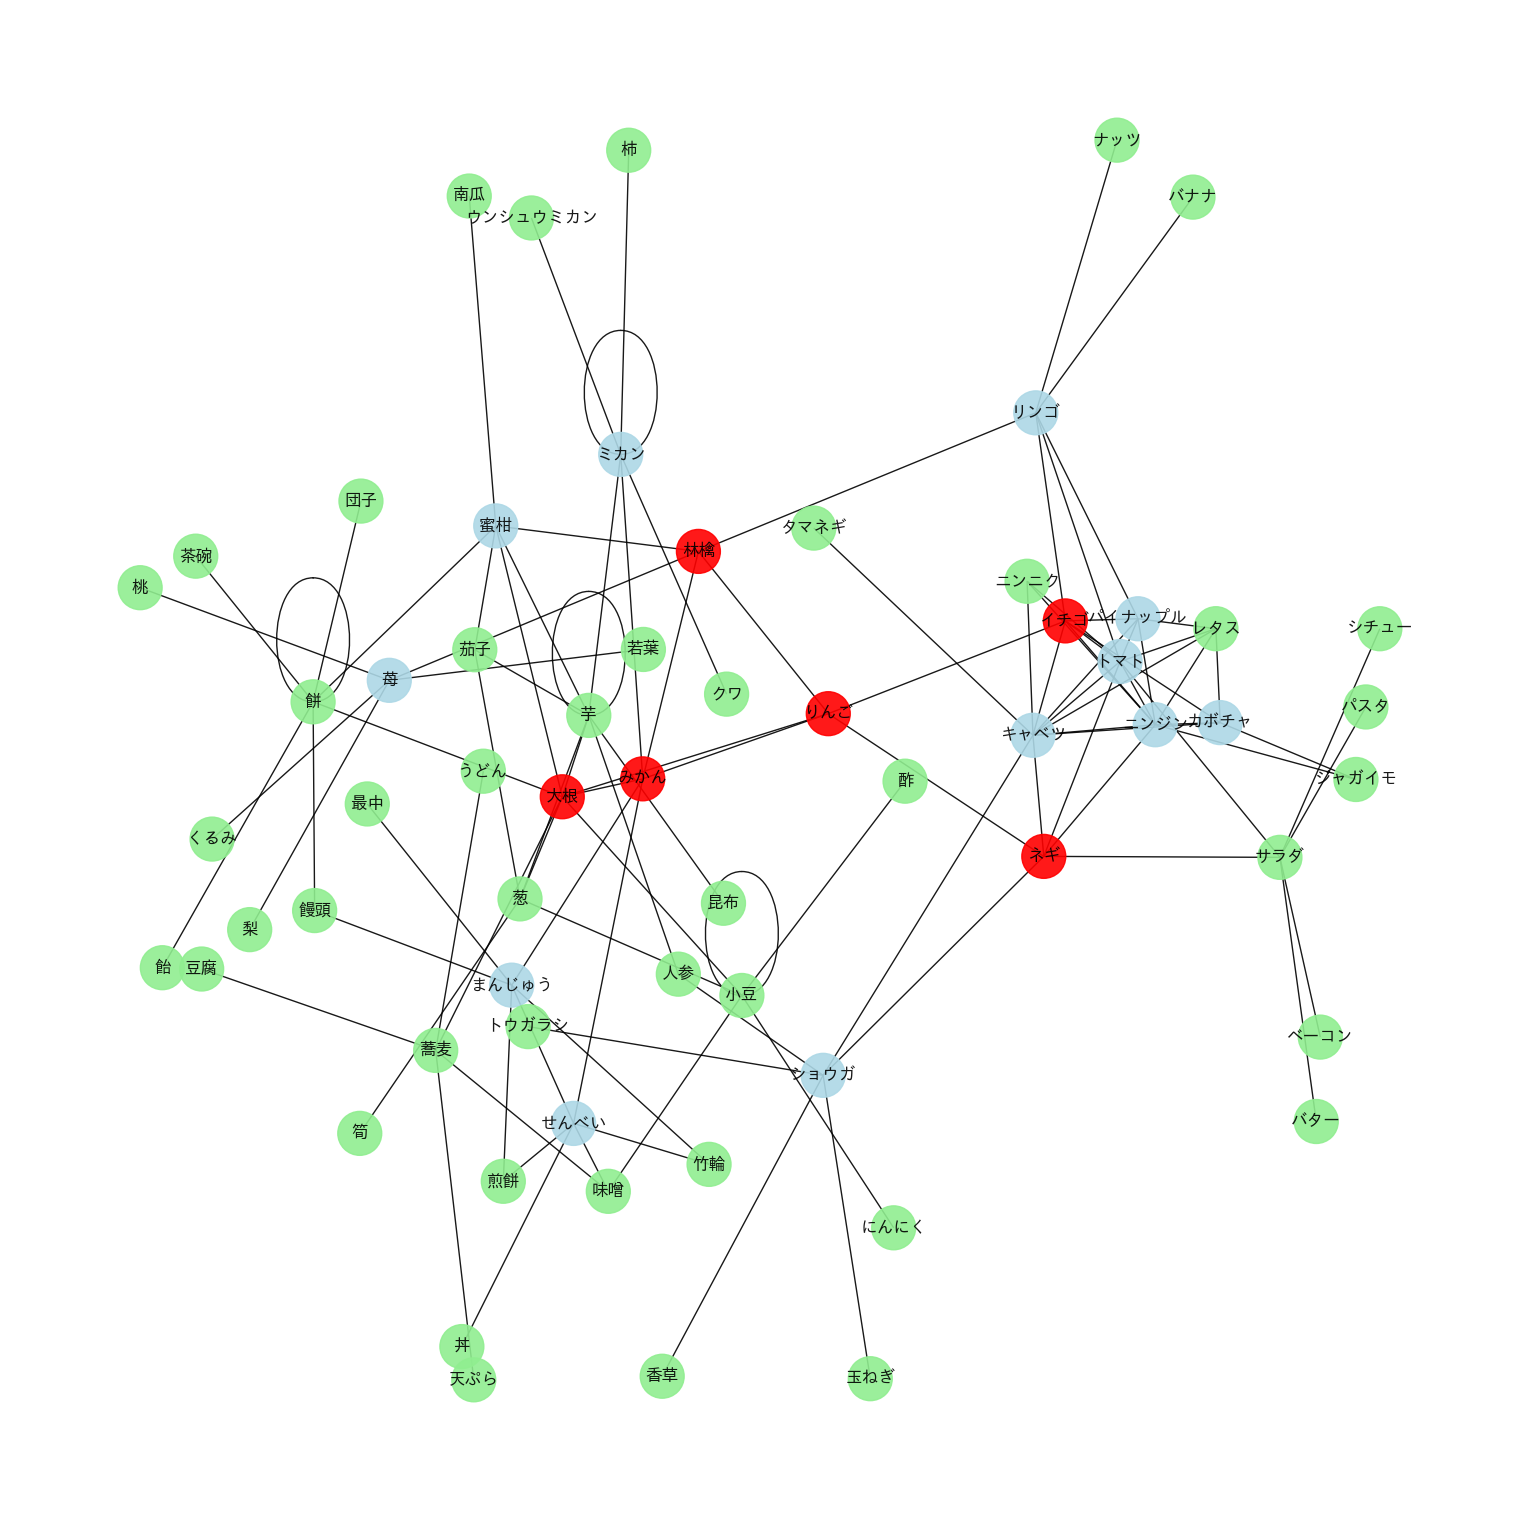 ナッツ
柿
南瓜
バナナ
ウンシュウミカン
リンゴ
ミカン
団子
蜜柑
タマネギ
林檎
茶碗
ニンニク
桃
イチゴ
パイナップル
レタス
シチュー
茄子
若葉
トマト
苺
クワ
餅
パスタ
りんご
芋
カボチャ
ニンジン
キャベツ
うどん
みかん
ジャガイモ
酢
大根
最中
くるみ
ネギ
サラダ
葱
昆布
饅頭
梨
飴
豆腐
人参
まんじゅう
小豆
トウガラシ
ベーコン
蕎麦
ショウガ
せんべい
バター
筍
竹輪
煎餅
味噌
にんにく
丼
香草
天ぷら
玉ねぎ